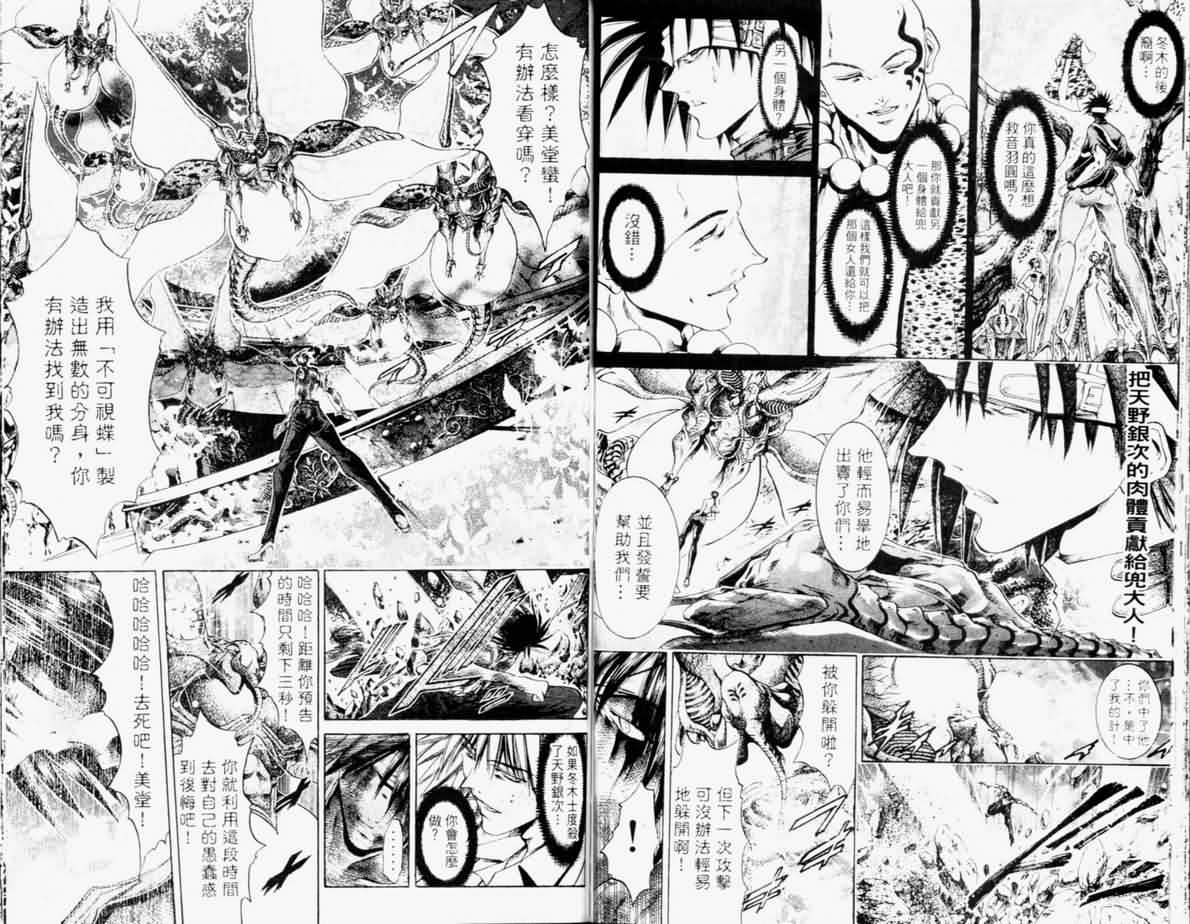 冬木的後
裔啊…
你真的這麼想
救音羽圓嗎？
那你就貢獻另
一個身體給兜
大人吧！
這樣我們就可以把
那個女人還給你…
另一個身體？
沒錯…
把天野銀次的肉體貢獻給兜大人！
他輕而易舉地
出賣了你們…
並且發誓要
幫助我們…
你們中了他
…不，是中
了我的計！
被你躲開啦？
但下一次攻擊
可沒辦法輕易
地躲開啊！
！
怎麼樣？美堂蠻！
有辦法看穿嗎？
我用「不可視蝶」製
造出無數的分身，你
有辦法找到我嗎？
如果冬木士度殺
了天野銀次…
你會怎麼
做？
……
哈哈哈！距離你預告
的時間只剩下三秒！
你就利用這段時間
去對自己的愚蠢感
到後悔吧！
哈哈哈哈哈！去死吧！美堂！